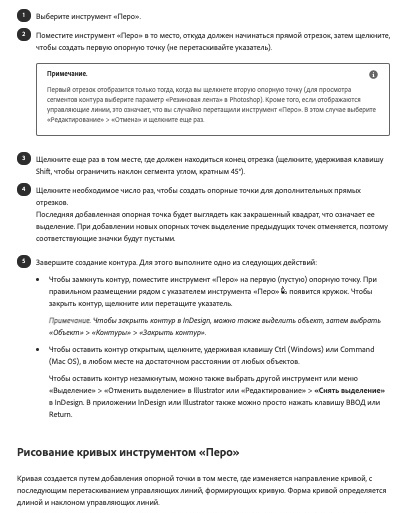 1 Выберите инструмент «Перо».
2 Поместите инструмент «Перо» в то место, откуда должен начинаться прямой отрезок, затем щелкните,
чтобы создать первую опорную точку (не перетаскивайте указатель).
Примечание.
Первый отрезок отобразится только тогда, когда вы щелкнете вторую опорную точку (для просмотра
сегментов контура выберите параметр «Резиновая лента» в Photoshop). Кроме того, если отображаются
управляющие линии, это означает, что вы случайно перетащили инструмент «Перо». В этом случае выберите
«Редактирование» > «Отмена» и щелкните еще раз.
3 Щелкните еще раз в том месте, где должен находиться конец отрезка (щелкните, удерживая клавишу
Shift, чтобы ограничить наклон сегмента углом, кратным 45°).
4 Щелкните необходимое число раз, чтобы создать опорные точки для дополнительных прямых
отрезков.
Последняя добавленная опорная точка будет выглядеть как закрашенный квадрат, что означает ее
выделение. При добавлении новых опорных точек выделение предыдущих точек отменяется, поэтому
соответствующие значки будут пустыми.
5 Завершите создание контура. Для этого выполните одно из следующих действий:
• Чтобы замкнуть контур, поместите инструмент «Перо» на первую (пустую) опорную точку. При
правильном размещении рядом с указателем инструмента «Перо» появится кружок. Чтобы
закрыть контур, щелкните или перетащите указатель.
Примечание. Чтобы закрыть контур в InDesign, можно также выделить объект, затем выбрать
«Объект» > «Контуры» > «Закрыть контур».
• Чтобы оставить контур открытым, щелкните, удерживая клавишу Ctrl (Windows) или Command
(Mac OS), в любом месте на достаточном расстоянии от любых объектов.
Чтобы оставить контур незамкнутым, можно также выбрать другой инструмент или меню
«Выделение» > «Отменить выделение» в Illustrator или «Редактирование» > «Снять выделение»
в InDesign. В приложении InDesign или Illustrator также можно просто нажать клавишу ВВОД или
Return.
Рисование кривых инструментом «Перо»
Кривая создается путем добавления опорной точки в том месте, где изменяется направление кривой, с
последующим перетаскиванием управляющих линий, формирующих кривую. Форма кривой определяется
длиной и наклоном управляющих линий.